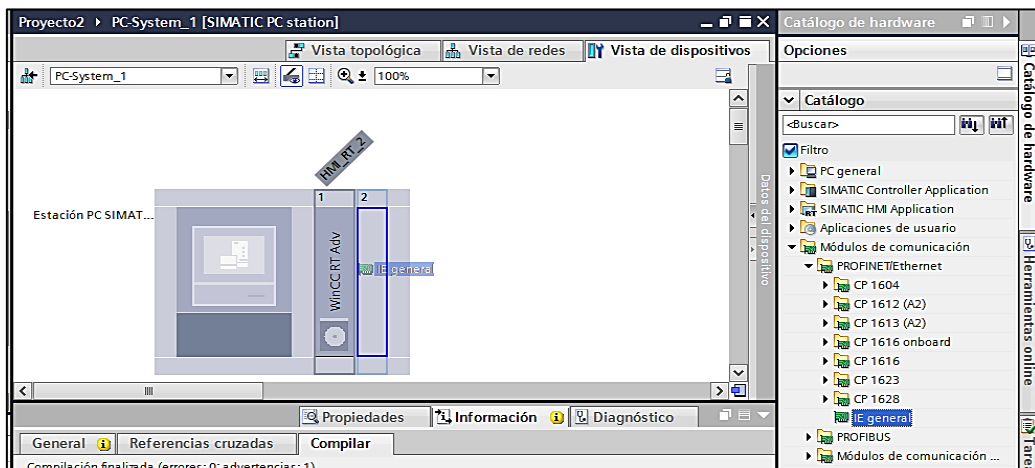 Proyecto2 ▸ PC-System_1 [SIMATIC PC station]
Vista topológica
Vista de redes
Vista de dispositivos
PC-System_1
100%
HMI_RT_2
1
2
Estación PC SIMAT...
WinCC RT Adv
IE general
Datos del dispositivo
Propiedades
Información
Diagnóstico
General
Referencias cruzadas
Compilar
Compilación finalizada (errores: 0; advertencias: 1)
Catálogo de hardware
Opciones
Catálogo
<Buscar>
Filtro
PC general
SIMATIC Controller Application
SIMATIC HMI Application
Aplicaciones de usuario
Módulos de comunicación
PROFINET/Ethernet
CP 1604
CP 1612 (A2)
CP 1613 (A2)
CP 1616 onboard
CP 1616
CP 1623
CP 1628
IE general
PROFIBUS
Módulos de comunicación ...
Catálogo de hardware
Herramientas online